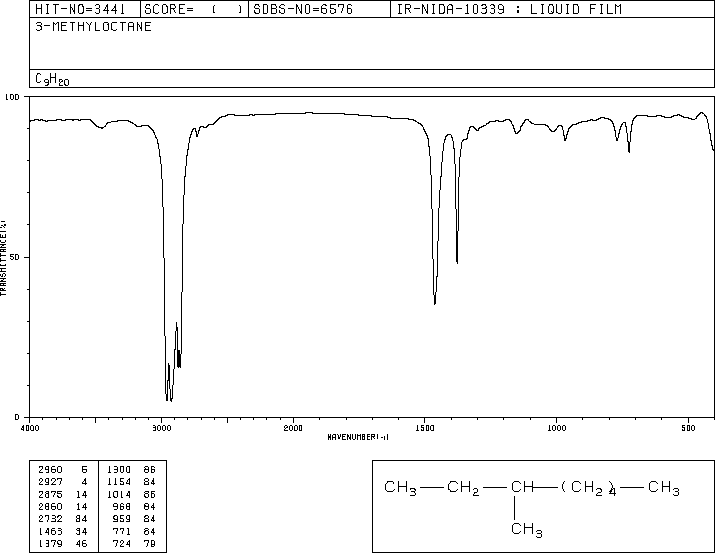 HIT-NO=3441 SCORE= ( ) SDBS-NO=6576 IR-NIDA-10339 : LIQUID FILM
3-METHYLOCTANE
C9H20
100
50
0
TRANSMITTANCE(%)
4000 3000 2000 1500 1000 500
WAVENUMBER(-1)
2960 6 1300 86
2927 4 1154 84
2875 14 1014 86
2860 14 968 84
2732 84 959 84
1463 34 771 84
1379 46 724 79
CH3 CH2 CH (CH2)4 CH3
CH3